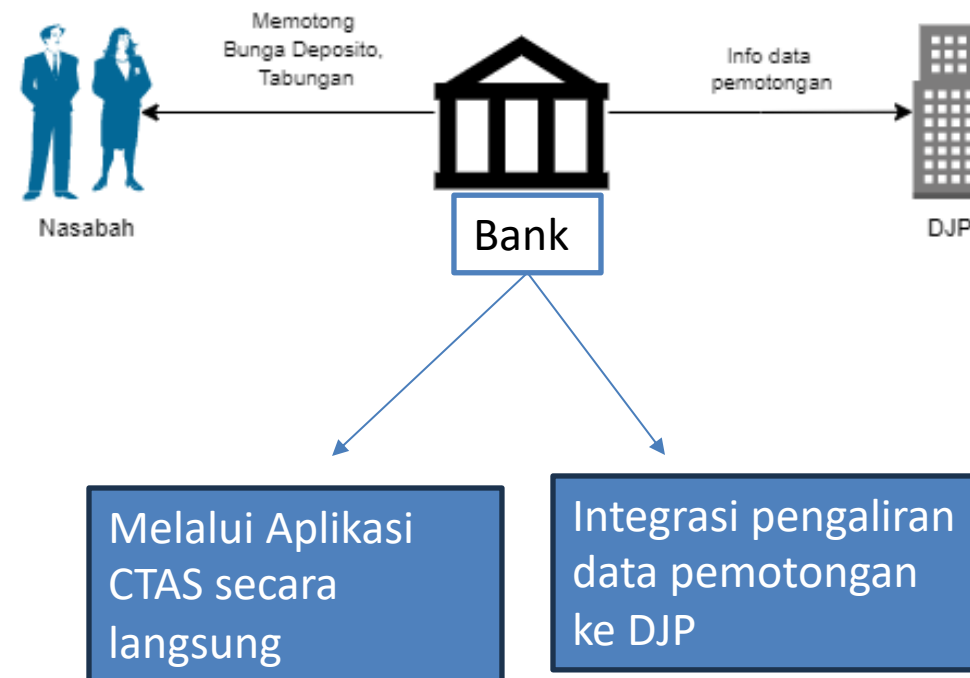 Memotong
Bunga Deposito,
Tabungan
Info data
pemotongan
Nasabah
DJP
Bank
Melalui Aplikasi
CTAS secara
langsung
Integrasi pengaliran
data pemotongan
ke DJP